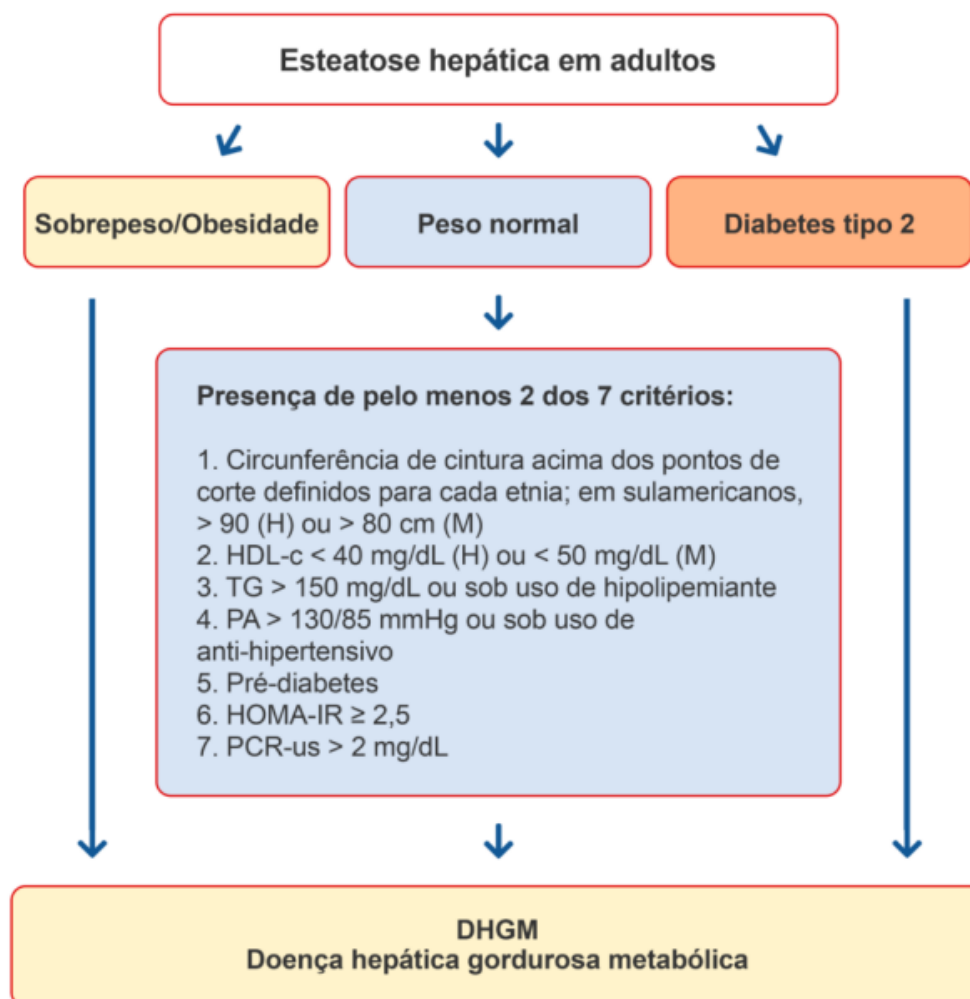 Esteatose hepática em adultos
Sobrepeso/Obesidade
Peso normal
Diabetes tipo 2
Presença de pelo menos 2 dos 7 critérios:
1. Circunferência de cintura acima dos pontos de
corte definidos para cada etnia; em sulamericanos,
> 90 (H) ou > 80 cm (M)
2. HDL-c < 40 mg/dL (H) ou < 50 mg/dL (M)
3. TG > 150 mg/dL ou sob uso de hipolipemiante
4. PA > 130/85 mmHg ou sob uso de
anti-hipertensivo
5. Pré-diabetes
6. HOMA-IR ≥ 2,5
7. PCR-us > 2 mg/dL
DHGM
Doença hepática gordurosa metabólica